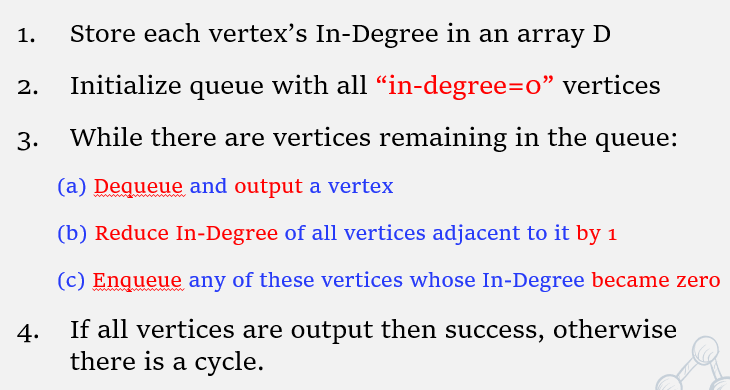 1. Store each vertex’s In-Degree in an array D
2. Initialize queue with all “in-degree=0” vertices
3. While there are vertices remaining in the queue:
(a) Dequeue and output a vertex
(b) Reduce In-Degree of all vertices adjacent to it by 1
(c) Enqueue any of these vertices whose In-Degree became zero
4. If all vertices are output then success, otherwise
there is a cycle.